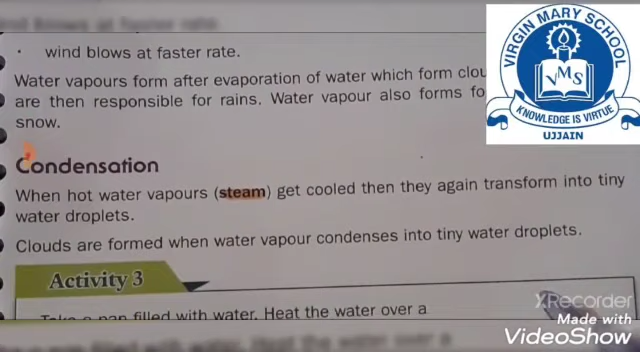 • wind blows at faster rate.
Water vapours form after evaporation of water which form
are then responsible for rains. Water vapour also forms
snow.
Condensation
When hot water vapours (steam) get cooled then they again transform into tiny
water droplets.
Clouds are formed when water vapour condenses into tiny water droplets.
Activity 3
Take a pan filled with water. Heat the water over a
VIRGIN MARY SCHOOL
VMS
KNOWLEDGE IS VIRTUE
UJJAIN
XRecorder
Made with
VideoShow